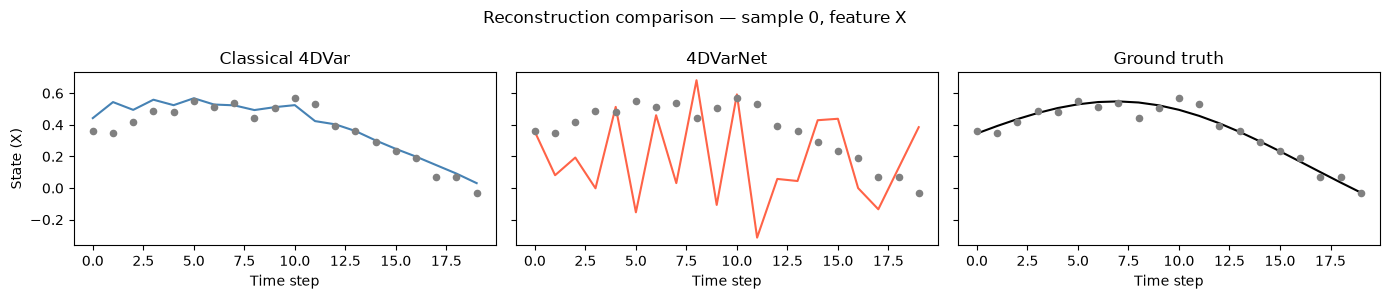 Reconstruction comparison — sample 0, feature X
Classical 4DVar
4DVarNet
Ground truth
State (X)
0.6
0.4
0.2
0.0
−0.2
0.0 2.5 5.0 7.5 10.0 12.5 15.0 17.5
0.0 2.5 5.0 7.5 10.0 12.5 15.0 17.5
0.0 2.5 5.0 7.5 10.0 12.5 15.0 17.5
Time step
Time step
Time step